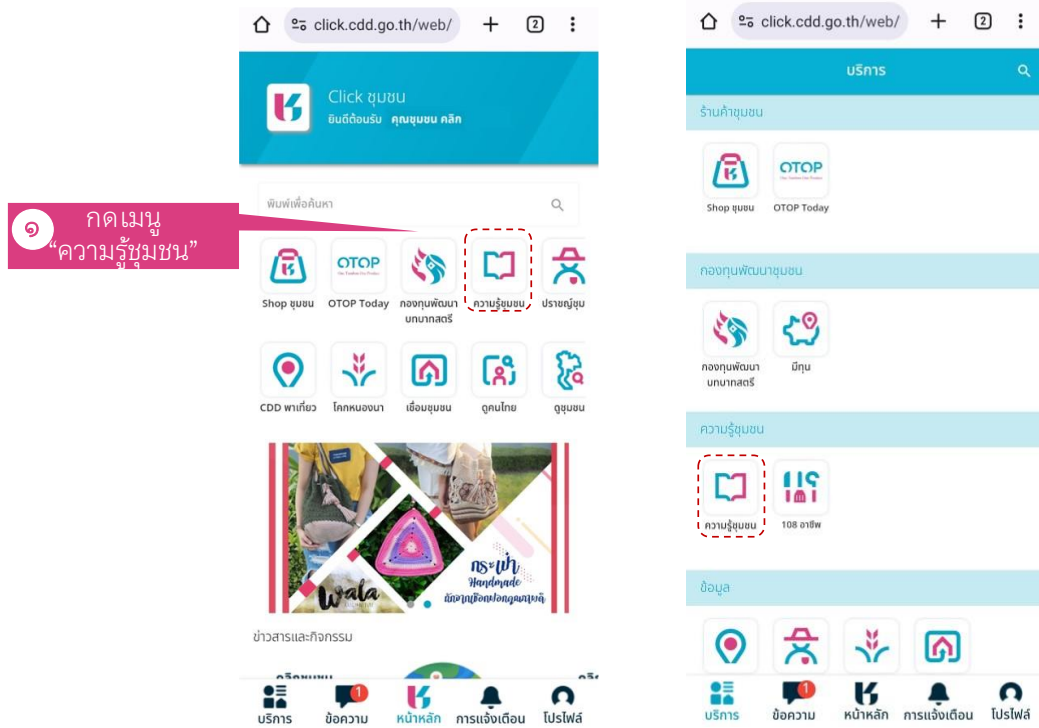 click.cdd.go.th/web/
2
Click ชุมชน
ยินดีต้อนรับ คุณชุมชน คลิก
พิมพ์เพื่อค้นหา
๑
กดเมนู
“ความรู้ชุมชน”
OTOP
Shop ชุมชน
OTOP Today
กองทุนพัฒนา
บทบาทสตรี
ความรู้ชุมชน
ปราชญ์ชุม
CDD พาเที่ยว
โคกหนองนา
เชื่อมชุมชน
ดูคนไทย
ดูชุมชน
กระเป๋า
Handmade
Wala
ข่าวสารและกิจกรรม
1
บริการ
ข้อความ
หน้าหลัก
การแจ้งเตือน
โปรไฟล์
click.cdd.go.th/web/
2
บริการ
ร้านค้าชุมชน
OTOP
Shop ชุมชน
OTOP Today
กองทุนพัฒนาชุมชน
กองทุนพัฒนา
บทบาทสตรี
มีทุน
ความรู้ชุมชน
ความรู้ชุมชน
108 อาชีพ
ข้อมูล
1
บริการ
ข้อความ
หน้าหลัก
การแจ้งเตือน
โปรไฟล์